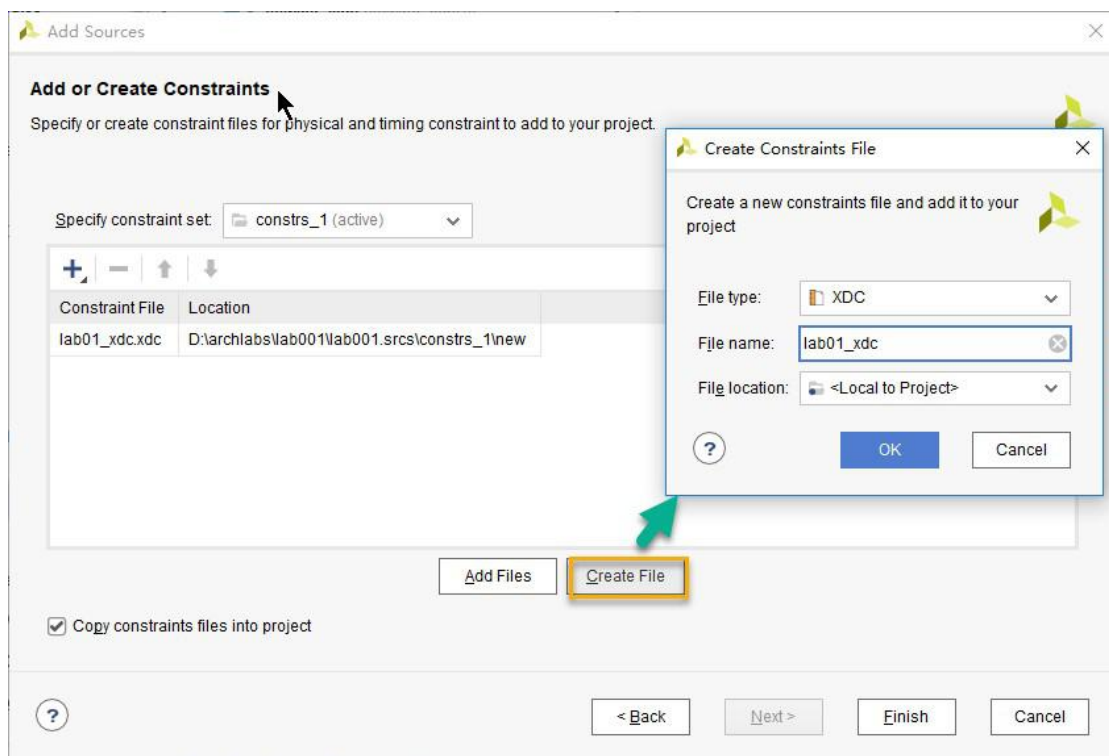 Add Sources
Add or Create Constraints
Specify or create constraint files for physical and timing constraint to add to your project.
Specify constraint set: constrs_1 (active)
Constraint File Location
lab01_xdc.xdc D:\archlabs\lab001\lab001.srcs\constrs_1\new
Add Files Create File
Copy constraints files into project
? < Back Next > Finish Cancel
Create Constraints File
Create a new constraints file and add it to your
project
File type: XDC
File name: lab01_xdc
File location: <Local to Project>
? OK Cancel